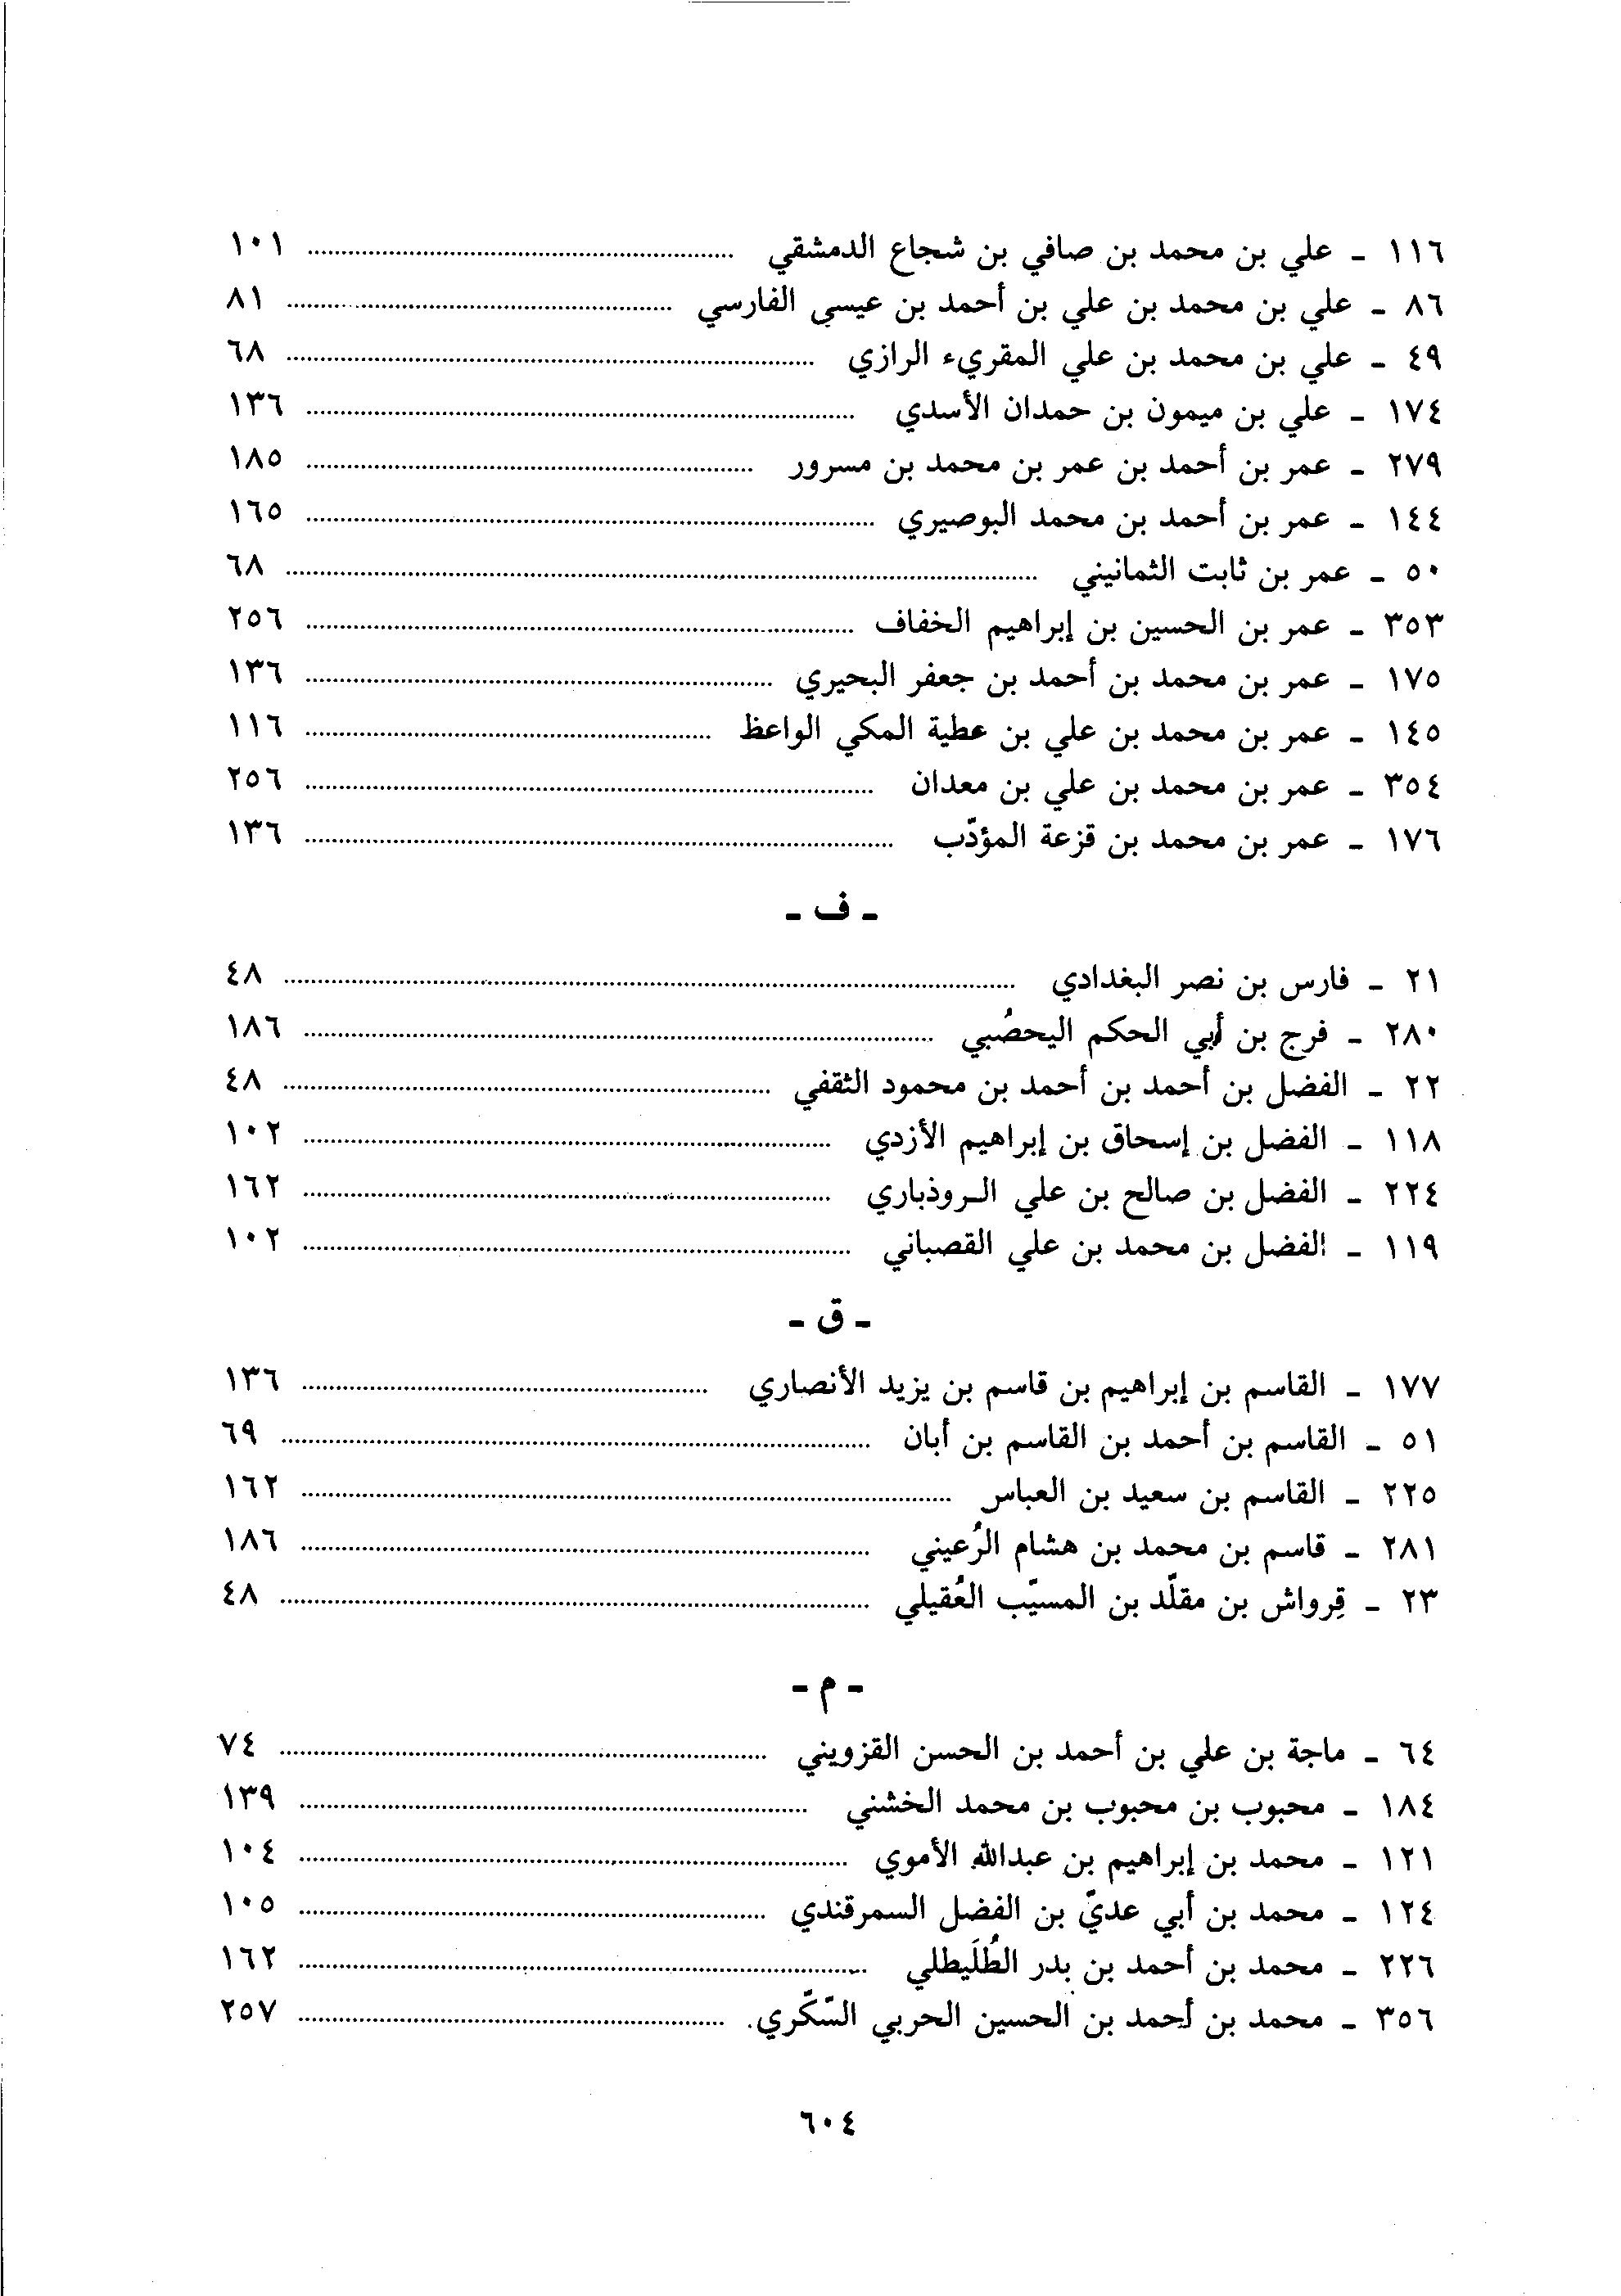 ١١٦ - علي بن محمد بن صافي بن شجاع الدمشقي ........ ١٠١
٨٦ - علي بن محمد بن علي بن أحمد بن عيسى الفارسي ........ ٨١
٤٩ - علي بن محمد بن علي المقريء الرازي ........ ٦٨
١٧٤ - علي بن ميمون بن حمدان الأسدي ........ ١٣٦
٢٧٩ - عمر بن أحمد بن عمر بن محمد بن مسرور ........ ١٨٥
١٤٤ - عمر بن أحمد بن محمد البوصيري ........ ١٦٥
٥٠ - عمر بن ثابت الثمانيني ........ ٦٨
٣٥٣ - عمر بن الحسين بن إبراهيم الخفاف ........ ٢٥٦
١٧٥ - عمر بن محمد بن أحمد بن جعفر البحيري ........ ١٣٦
١٤٥ - عمر بن محمد بن علي بن عطية المكي الواعظ ........ ١١٦
٣٥٤ - عمر بن محمد بن علي بن معدان ........ ٢٥٦
١٧٦ - عمر بن محمد بن قزعة المؤدّب ........ ١٣٦
- ف -
٢١ - فارس بن نصر البغدادي ........ ٤٨
٢٨٠ - فرج بن أبي الحكم اليحصُبي ........ ١٨٦
٢٢ - الفضل بن أحمد بن أحمد بن محمود الثقفي ........ ٤٨
١١٨ - الفضل بن إسحاق بن إبراهيم الأزدي ........ ١٠٢
٢٢٤ - الفضل بن صالح بن علي الـروذباري ........ ١٦٢
١١٩ - الفضل بن محمد بن علي القصباني ........ ١٠٢
- ق -
١٧٧ - القاسم بن إبراهيم بن قاسم بن يزيد الأنصاري ........ ١٣٦
٥١ - القاسم بن أحمد بن القاسم بن أبان ........ ٦٩
٢٢٥ - القاسم بن سعيد بن العباس ........ ١٦٢
٢٨١ - قاسم بن محمد بن هشام الرُعيني ........ ١٨٦
٢٣ - قِرواش بن مقلّد بن المسيّب العُقيلي ........ ٤٨
- م -
٦٤ - ماجة بن علي بن أحمد بن الحسن القزويني ........ ٧٤
١٨٤ - محبوب بن محبوب بن محمد الخشني ........ ١٣٩
١٢١ - محمد بن إبراهيم بن عبدالله الأموي ........ ١٠٤
١٢٤ - محمد بن أبي عديّ بن الفضل السمرقندي ........ ١٠٥
٢٢٦ - محمد بن أحمد بن بدر الطُلَيطلي ........ ١٦٢
٣٥٦ - محمد بن أحمد بن الحسين الحربي السّكّري. ........ ٢٥٧
٦٠٤